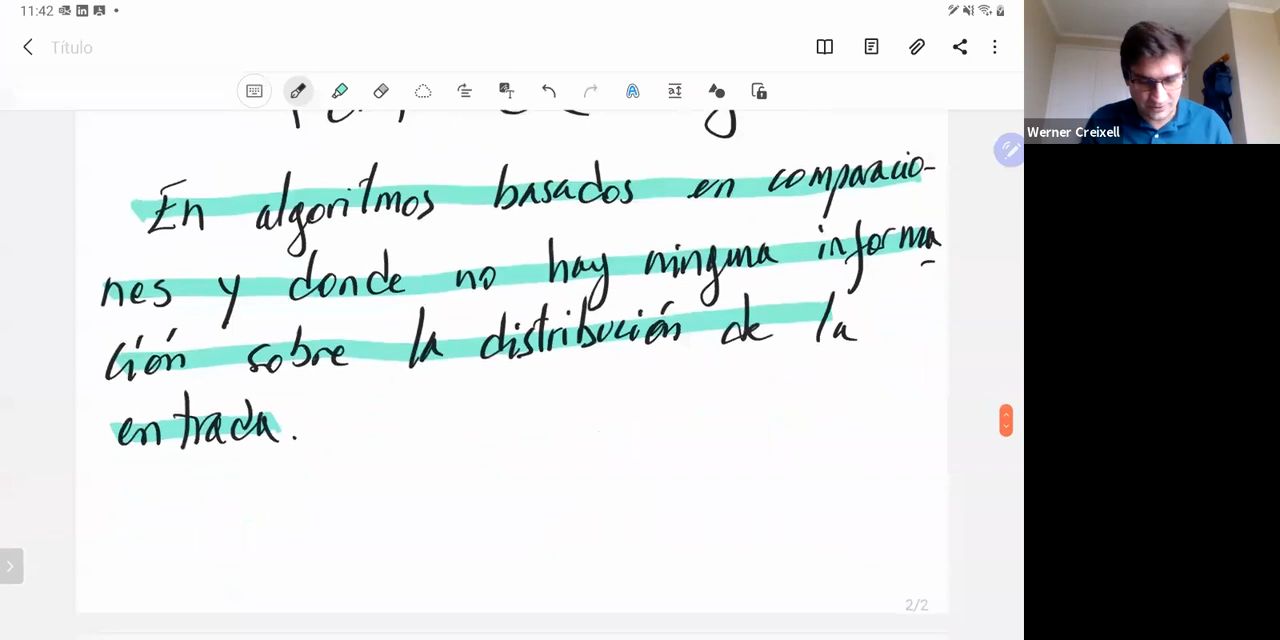 11:42
Título
Werner Creixell
En algoritmos basados en comparacio-
nes y donde no hay ninguna informa
ción sobre la distribución de la
entrada.
2/2